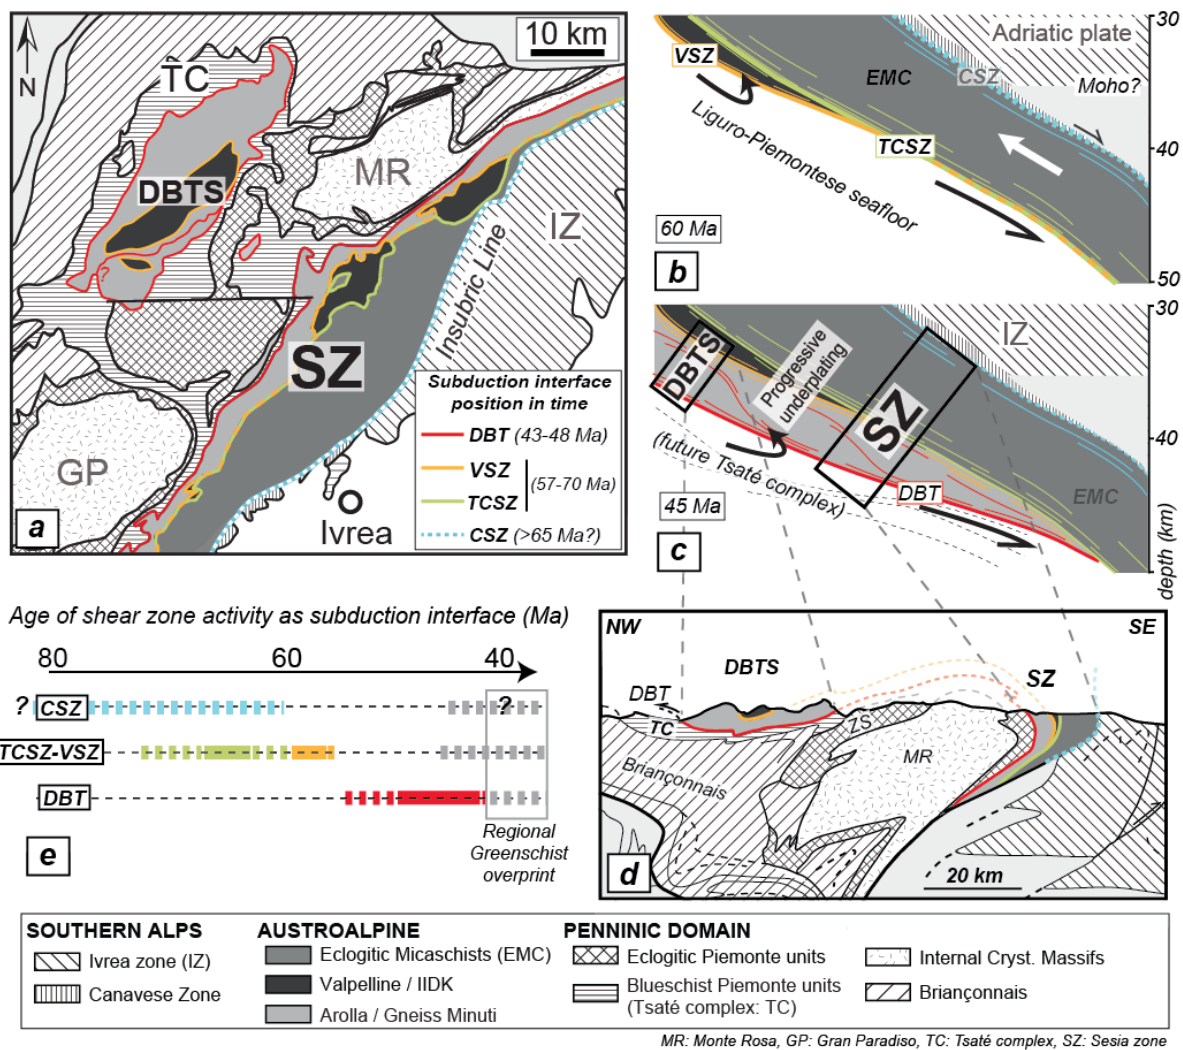 N
10 km
TC
DBTS
MR
?
IZ
Insubric Line
SZ
GP
Ivrea
a
Subduction interface
position in time
DBT (43-48 Ma)
VSZ
(57-70 Ma)
TCSZ
CSZ (>65 Ma?)
30
Adriatic plate
VSZ
EMC
CSZ
Moho?
Liguro-Piemontese seafloor
TCSZ
40
60 Ma
b
50
30
IZ
DBTS
Progressive
underplating
SZ
(future Tsaté complex)
40
DBT
EMC
45 Ma
c
depth (km)
Age of shear zone activity as subduction interface (Ma)
80
60
40
?
CSZ
?
TCSZ-VSZ
DBT
Regional
Greenschist
overprint
e
NW
SE
DBTS
SZ
DBT
TC
ZS
MR
Briançonnais
d
20 km
SOUTHERN ALPS
Ivrea zone (IZ)
Canavese Zone
AUSTROALPINE
Eclogitic Micaschists (EMC)
Valpelline / IIDK
Arolla / Gneiss Minuti
PENNINIC DOMAIN
Eclogitic Piemonte units
Blueschist Piemonte units
(Tsaté complex: TC)
Internal Cryst. Massifs
Briançonnais
MR: Monte Rosa, GP: Gran Paradiso, TC: Tsaté complex, SZ: Sesia zone